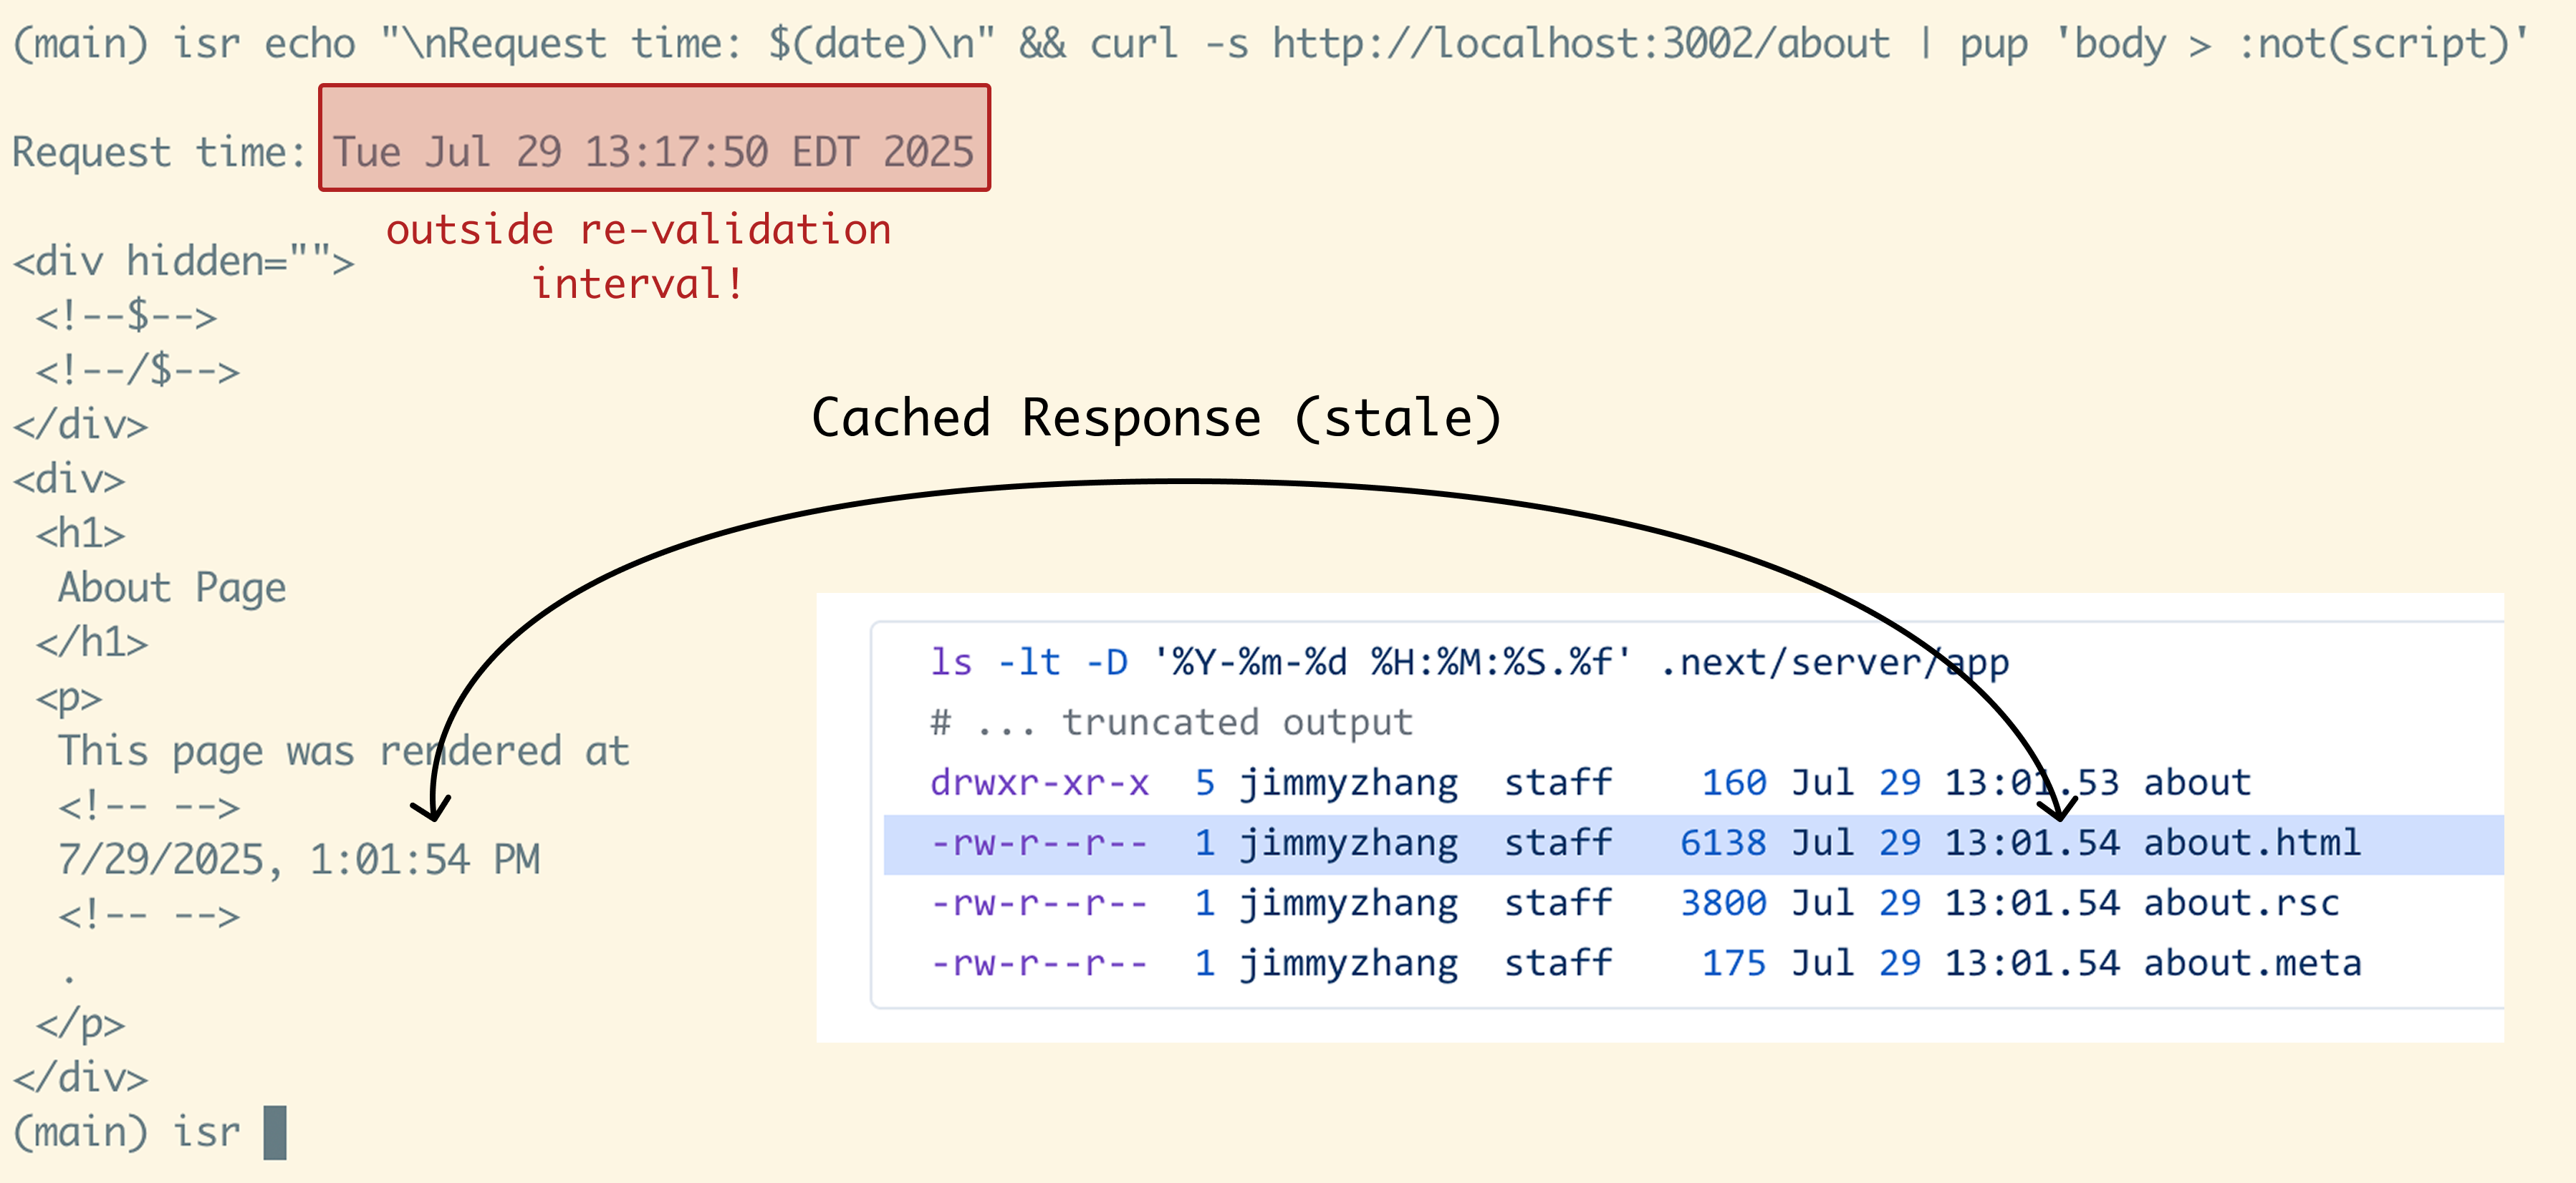 (main) isr echo "\nRequest time: $(date)\n" && curl -s http://localhost:3002/about | pup 'body > :not(script)'
Request time: Tue Jul 29 13:17:50 EDT 2025
outside re-validation
interval!
<div hidden="">
<!--$-->
<!--/$-->
</div>
<div>
<h1>
About Page
</h1>
<p>
This page was rendered at
<!-- -->
7/29/2025, 1:01:54 PM
<!-- -->
.
</p>
</div>
(main) isr
Cached Response (stale)
ls -lt -D '%Y-%m-%d %H:%M:%S.%f' .next/server/app
# ... truncated output
drwxr-xr-x 5 jimmyzhang staff 160 Jul 29 13:01.53 about
-rw-r--r-- 1 jimmyzhang staff 6138 Jul 29 13:01.54 about.html
-rw-r--r-- 1 jimmyzhang staff 3800 Jul 29 13:01.54 about.rsc
-rw-r--r-- 1 jimmyzhang staff 175 Jul 29 13:01.54 about.meta